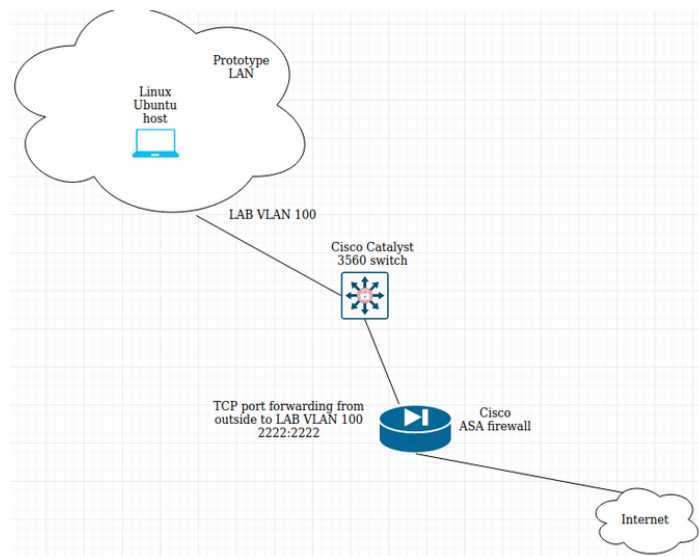 Prototype
LAN
Linux
Ubuntu
host
LAB VLAN 100
Cisco Catalyst
3560 switch
TCP port forwarding from
outside to LAB VLAN 100
2222:2222
Cisco
ASA firewall
Internet